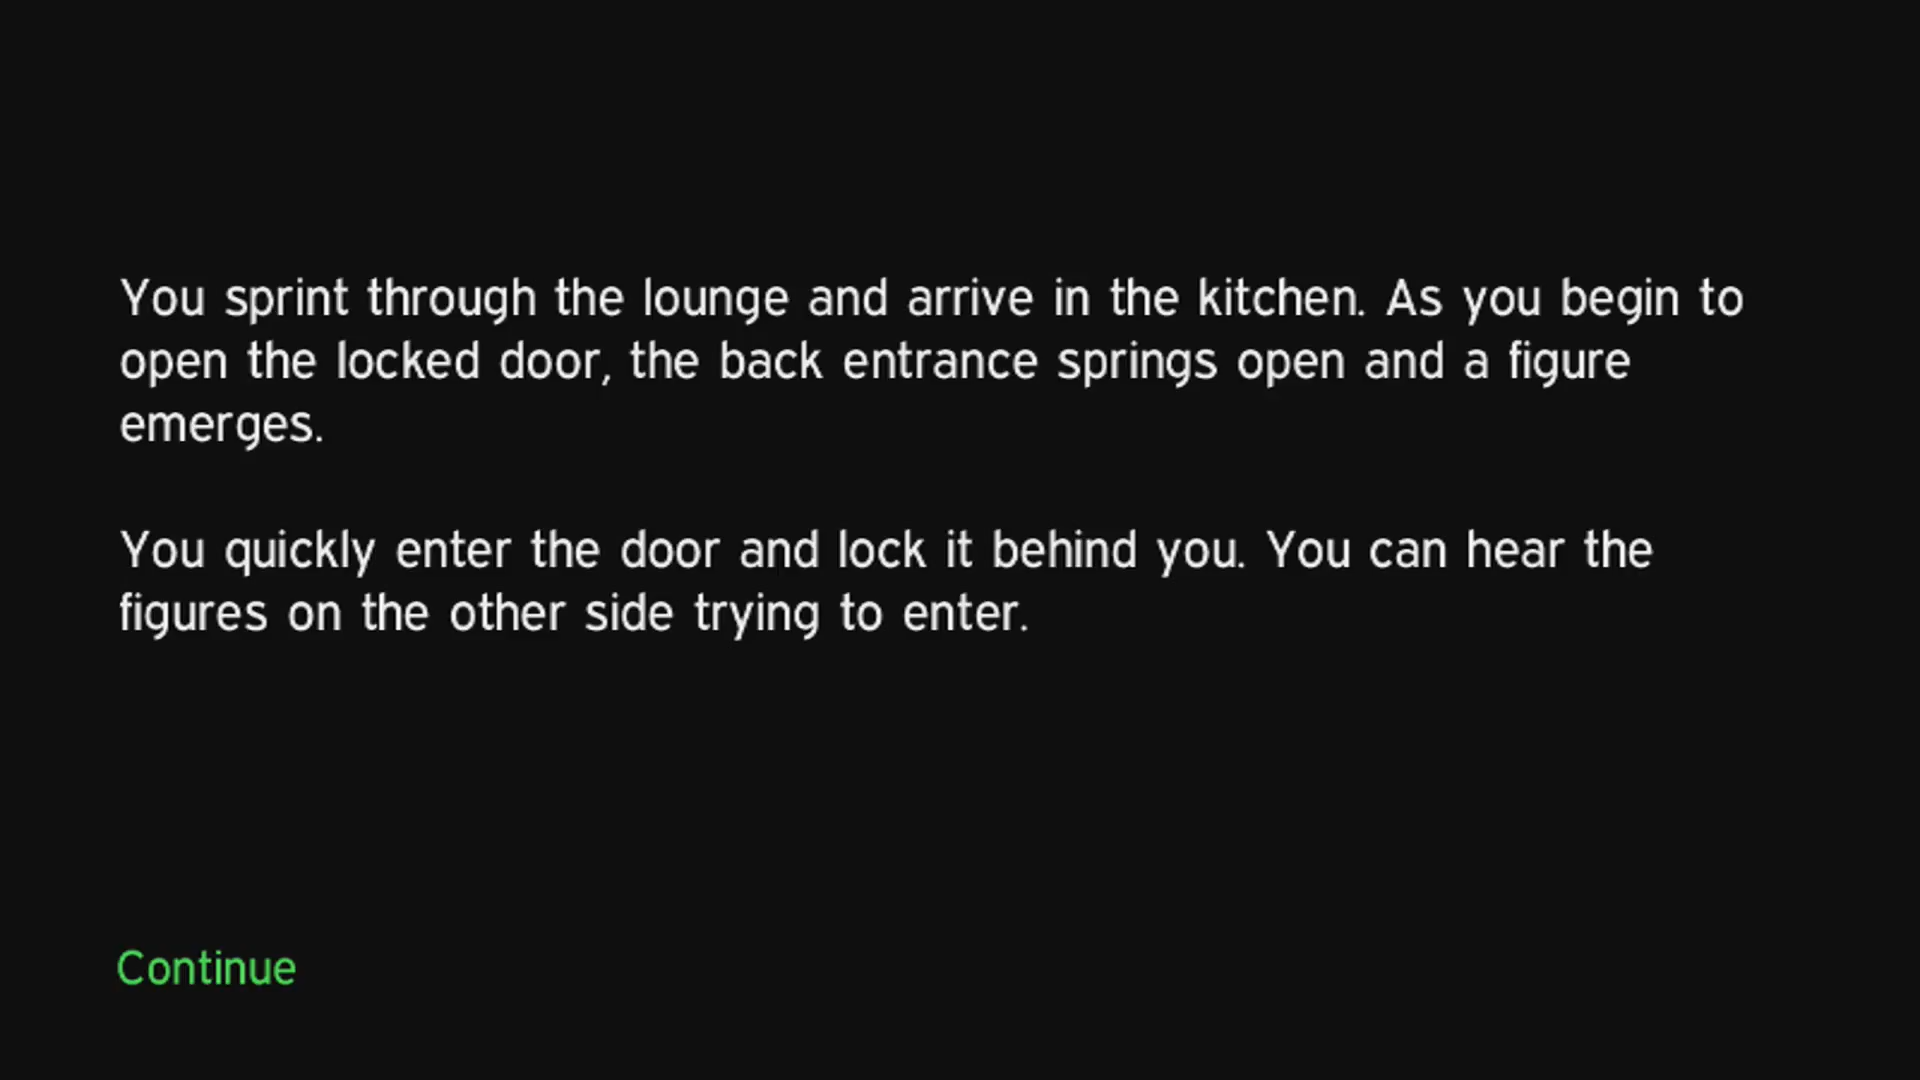 You sprint through the lounge and arrive in the kitchen. As you begin to
open the locked door, the back entrance springs open and a figure
emerges.
You quickly enter the door and lock it behind you. You can hear the
figures on the other side trying to enter.
Continue